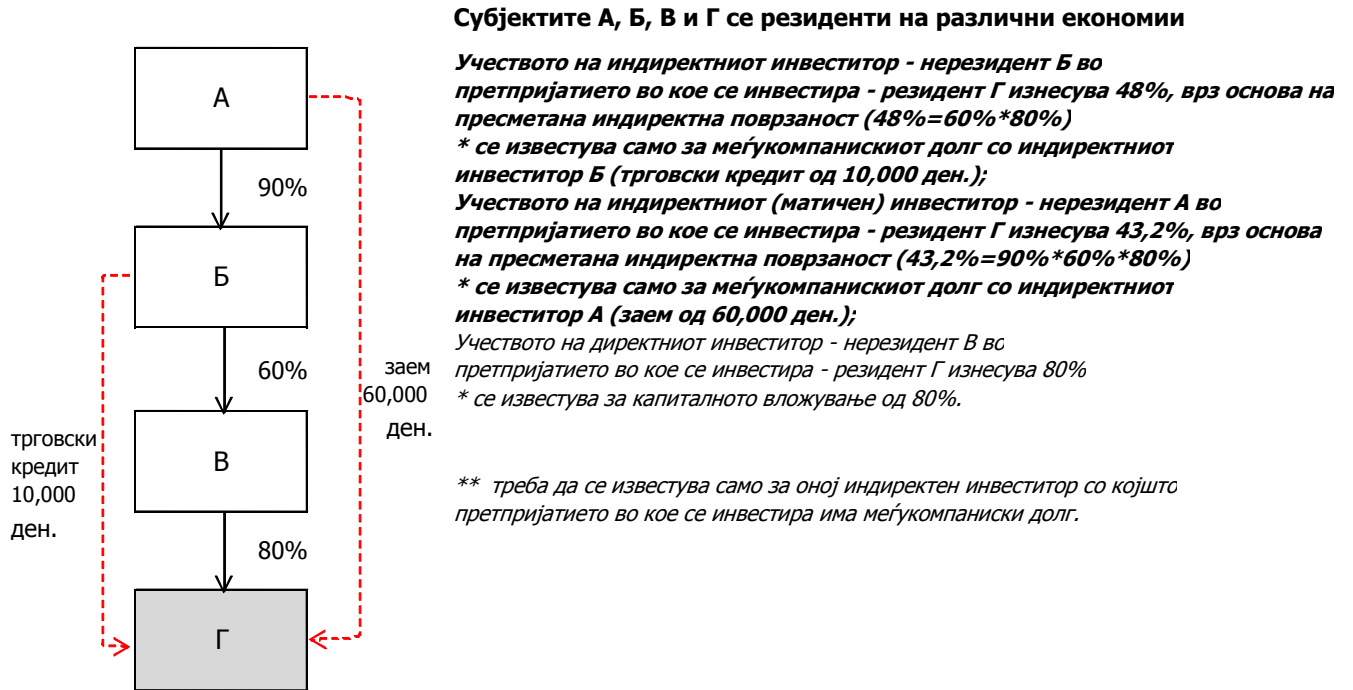 Субјектите А, Б, В и Г се резиденти на различни економии
Учеството на индиректниот инвеститор - нерезидент Б во
претпријатието во кое се инвестира - резидент Г изнесува 48%, врз основа на
пресметана индиректна поврзаност (48%=60%*80%)
* се известува само за меѓукомпанискиот долг со индиректниот
инвеститор Б (трговски кредит од 10,000 ден.);
Учеството на индиректниот (матичен) инвеститор - нерезидент А во
претпријатието во кое се инвестира - резидент Г изнесува 43,2%, врз основа
на пресметана индиректна поврзаност (43,2%=90%*60%*80%)
* се известува само за меѓукомпанискиот долг со индиректниот
инвеститор А (заем од 60,000 ден.);
Учеството на директниот инвеститор - нерезидент В во
претпријатието во кое се инвестира - резидент Г изнесува 80%
* се известува за капиталното вложување од 80%.
** треба да се известува само за оној индиректен инвеститор со којшто
претпријатието во кое се инвестира има меѓукомпаниски долг.
А
90%
Б
60%
заем
60,000
ден.
В
трговски
кредит
10,000
ден.
80%
Г